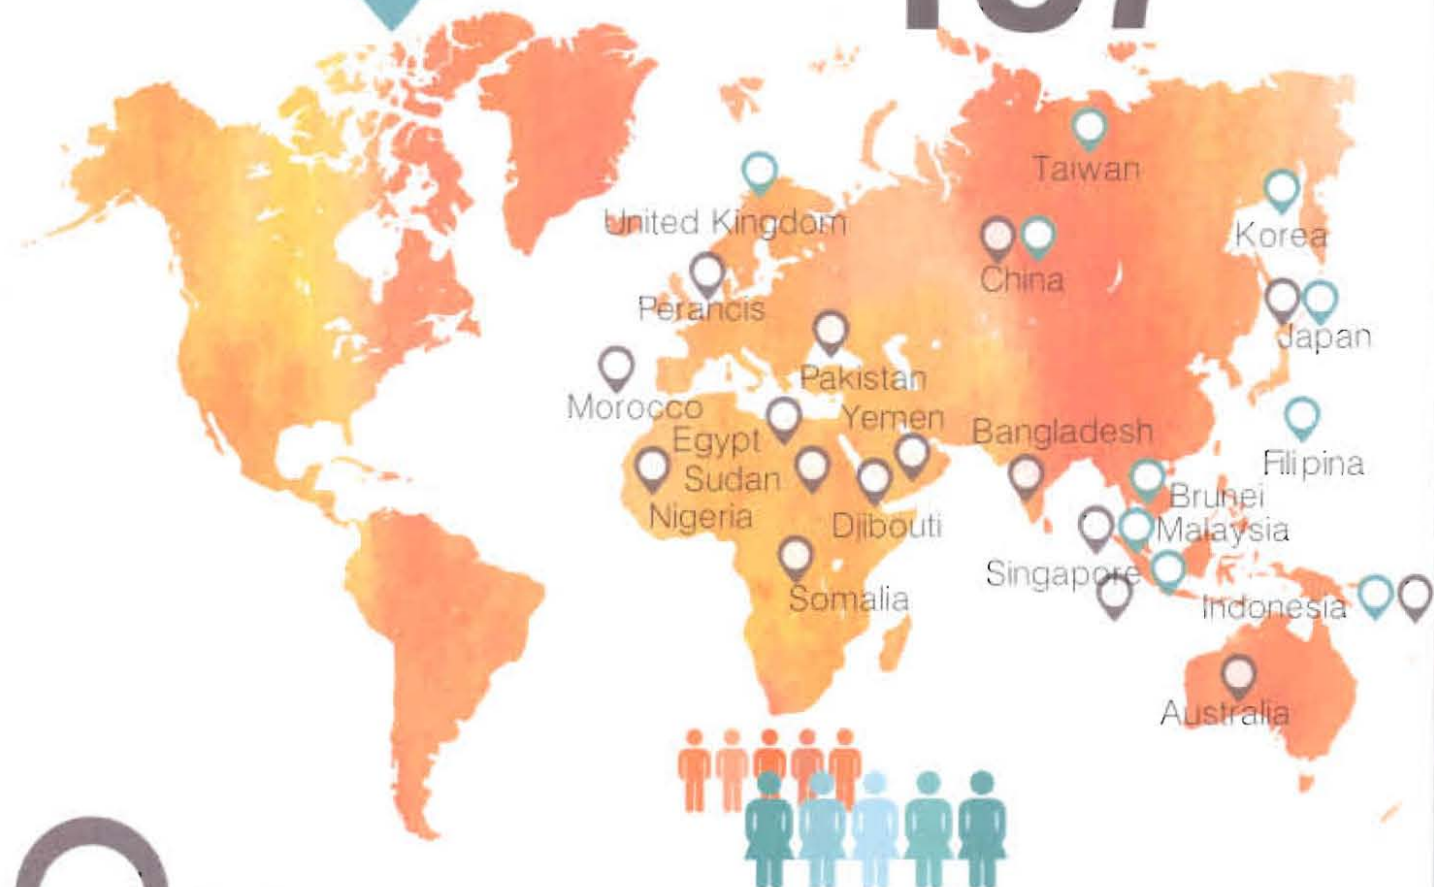 Taiwan
United Kingdom
Korea
China
Perancis
Japan
Pakistan
Morocco
Yemen
Egypt
Bangladesh
Sudan
Filipina
Brunei
Nigeria
Djibouti
Malaysia
Singapore
Somalia
Indonesia
Australia